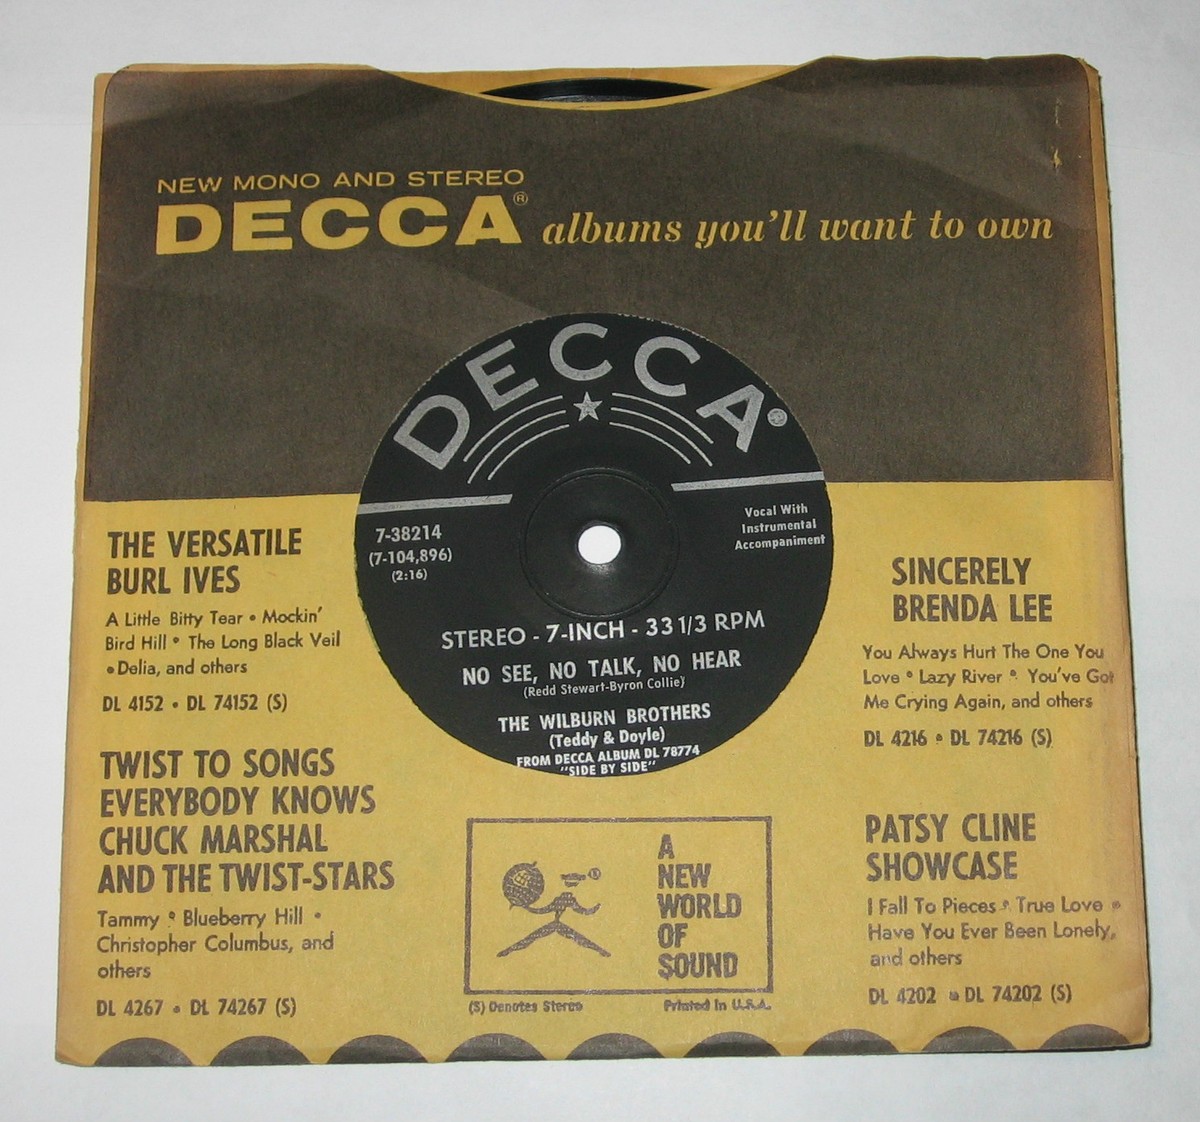 NEW MONO AND STEREO
DECCA® albums you'll want to own
DECCA®
7-38214
(7-104,896)
(2:16)
Vocal With
Instrumental
Accompaniment
STEREO - 7-INCH - 33 1/3 RPM
NO SEE, NO TALK, NO HEAR
(Redd Stewart-Byron Collie)
THE WILBURN BROTHERS
(Teddy & Doyle)
FROM DECCA ALBUM DL 78774
"SIDE BY SIDE"
THE VERSATILE
BURL IVES
A Little Bitty Tear • Mockin'
Bird Hill • The Long Black Veil
• Delia, and others
DL 4152 • DL 74152 (S)
TWIST TO SONGS
EVERYBODY KNOWS
CHUCK MARSHAL
AND THE TWIST-STARS
Tammy • Blueberry Hill •
Christopher Columbus, and
others
DL 4267 • DL 74267 (S)
A
NEW
WORLD
OF
SOUND
®
(S) Denotes Stereo
Printed in U.S.A.
SINCERELY
BRENDA LEE
You Always Hurt The One You
Love • Lazy River • You've Got
Me Crying Again, and others
DL 4216 • DL 74216 (S)
PATSY CLINE
SHOWCASE
I Fall To Pieces • True Love •
Have You Ever Been Lonely,
and others
DL 4202 • DL 74202 (S)